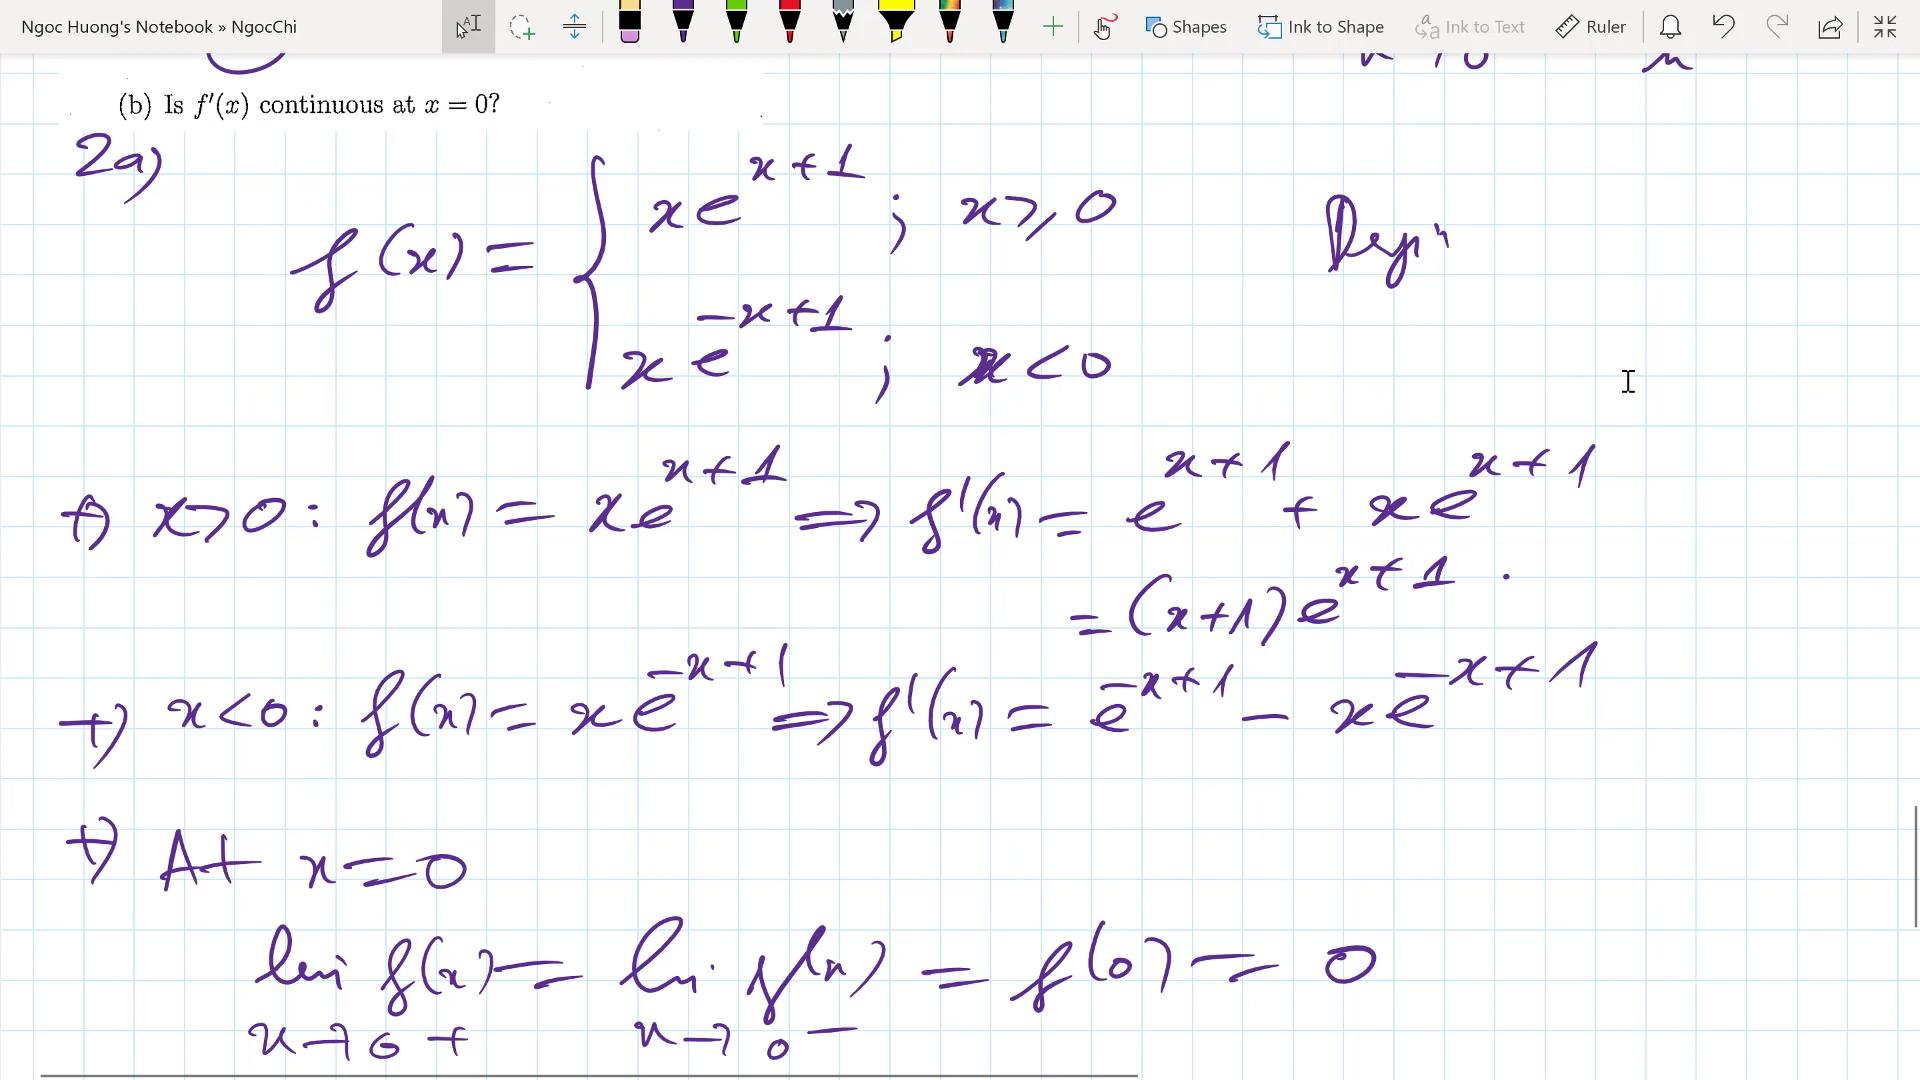 Ngoc Huong's Notebook » NgocChi
Shapes Ink to Shape Ink to Text Ruler
(b) Is f′(x) continuous at x = 0?
2a)
f(x) = { xe^{x+1} ; x ⩾ 0
xe^{-x+1} ; x < 0
+) x > 0 : f(x) = xe^{x+1} ⟹ f'(x) = e^{x+1} + xe^{x+1}
= (x+1)e^{x+1} .
+) x < 0 : f(x) = xe^{-x+1} ⟹ f'(x) = e^{-x+1} − xe^{-x+1}
+) At x = 0
lim f(x) = lim f(x) = f(0) = 0
x → 0 + x → 0 −